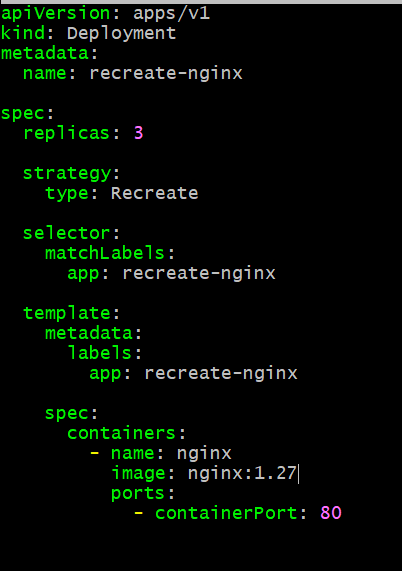 apiVersion: apps/v1
kind: Deployment
metadata:
  name: recreate-nginx

spec:
  replicas: 3

  strategy:
    type: Recreate

  selector:
    matchLabels:
      app: recreate-nginx

  template:
    metadata:
      labels:
        app: recreate-nginx

    spec:
      containers:
        - name: nginx
          image: nginx:1.27
          ports:
            - containerPort: 80